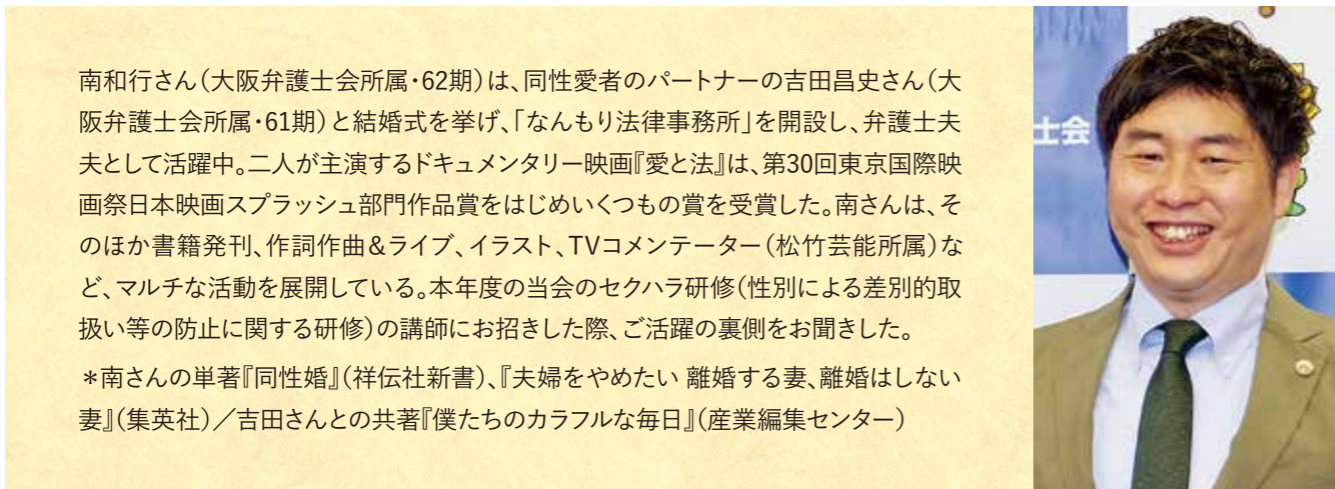 南和行さん(大阪弁護士会所属・62期)は、同性愛者のパートナーの吉田昌史さん(大
阪弁護士会所属・61期)と結婚式を挙げ、「なんもり法律事務所」を開設し、弁護士夫
夫として活躍中。二人が主演するドキュメンタリー映画『愛と法』は、第30回東京国際映
画祭日本映画スプラッシュ部門作品賞をはじめいくつもの賞を受賞した。南さんは、そ
のほか書籍発刊、作詞作曲&ライブ、イラスト、TVコメンテーター(松竹芸能所属)な
ど、マルチな活動を展開している。本年度の当会のセクハラ研修(性別による差別的取
扱い等の防止に関する研修)の講師にお招きした際、ご活躍の裏側をお聞きした。
*南さんの単著『同性婚』(祥伝社新書)、『夫婦をやめたい 離婚する妻、離婚はしない
妻』(集英社)/吉田さんとの共著『僕たちのカラフルな毎日』(産業編集センター)
士会